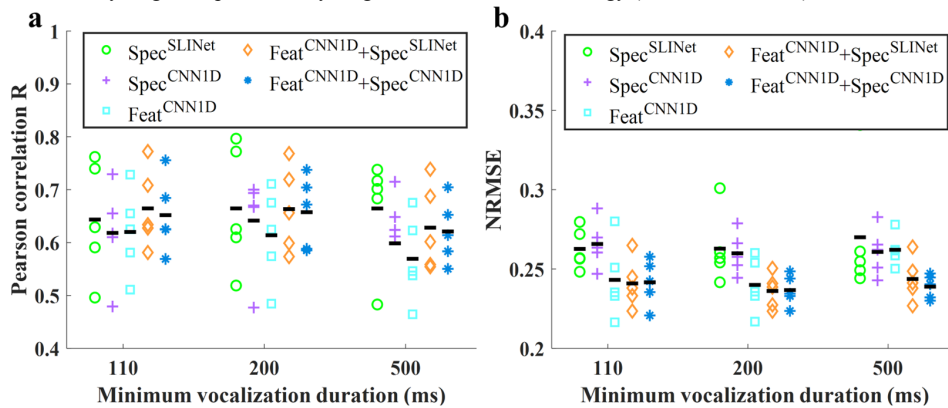 a
1
0.9
0.8
0.7
0.6
0.5
0.4
Pearson correlation R
Spec^SLINet
Spec^CNN1D
Feat^CNN1D
Feat^CNN1D+Spec^SLINet
Feat^CNN1D+Spec^CNN1D
110
200
500
Minimum vocalization duration (ms)
b
0.4
0.35
0.3
0.25
0.2
NRMSE
Spec^SLINet
Spec^CNN1D
Feat^CNN1D
Feat^CNN1D+Spec^SLINet
Feat^CNN1D+Spec^CNN1D
110
200
500
Minimum vocalization duration (ms)